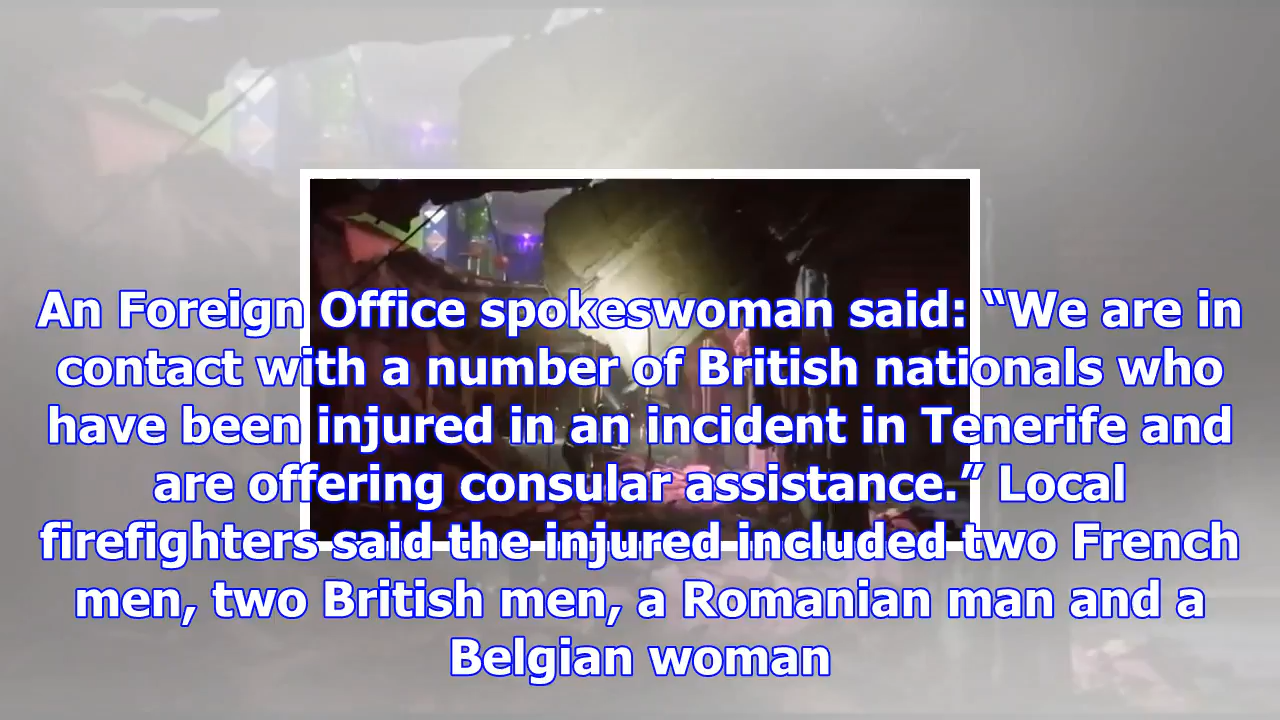 An Foreign Office spokeswoman said: “We are in
contact with a number of British nationals who
have been injured in an incident in Tenerife and
are offering consular assistance.” Local
firefighters said the injured included two French
men, two British men, a Romanian man and a
Belgian woman